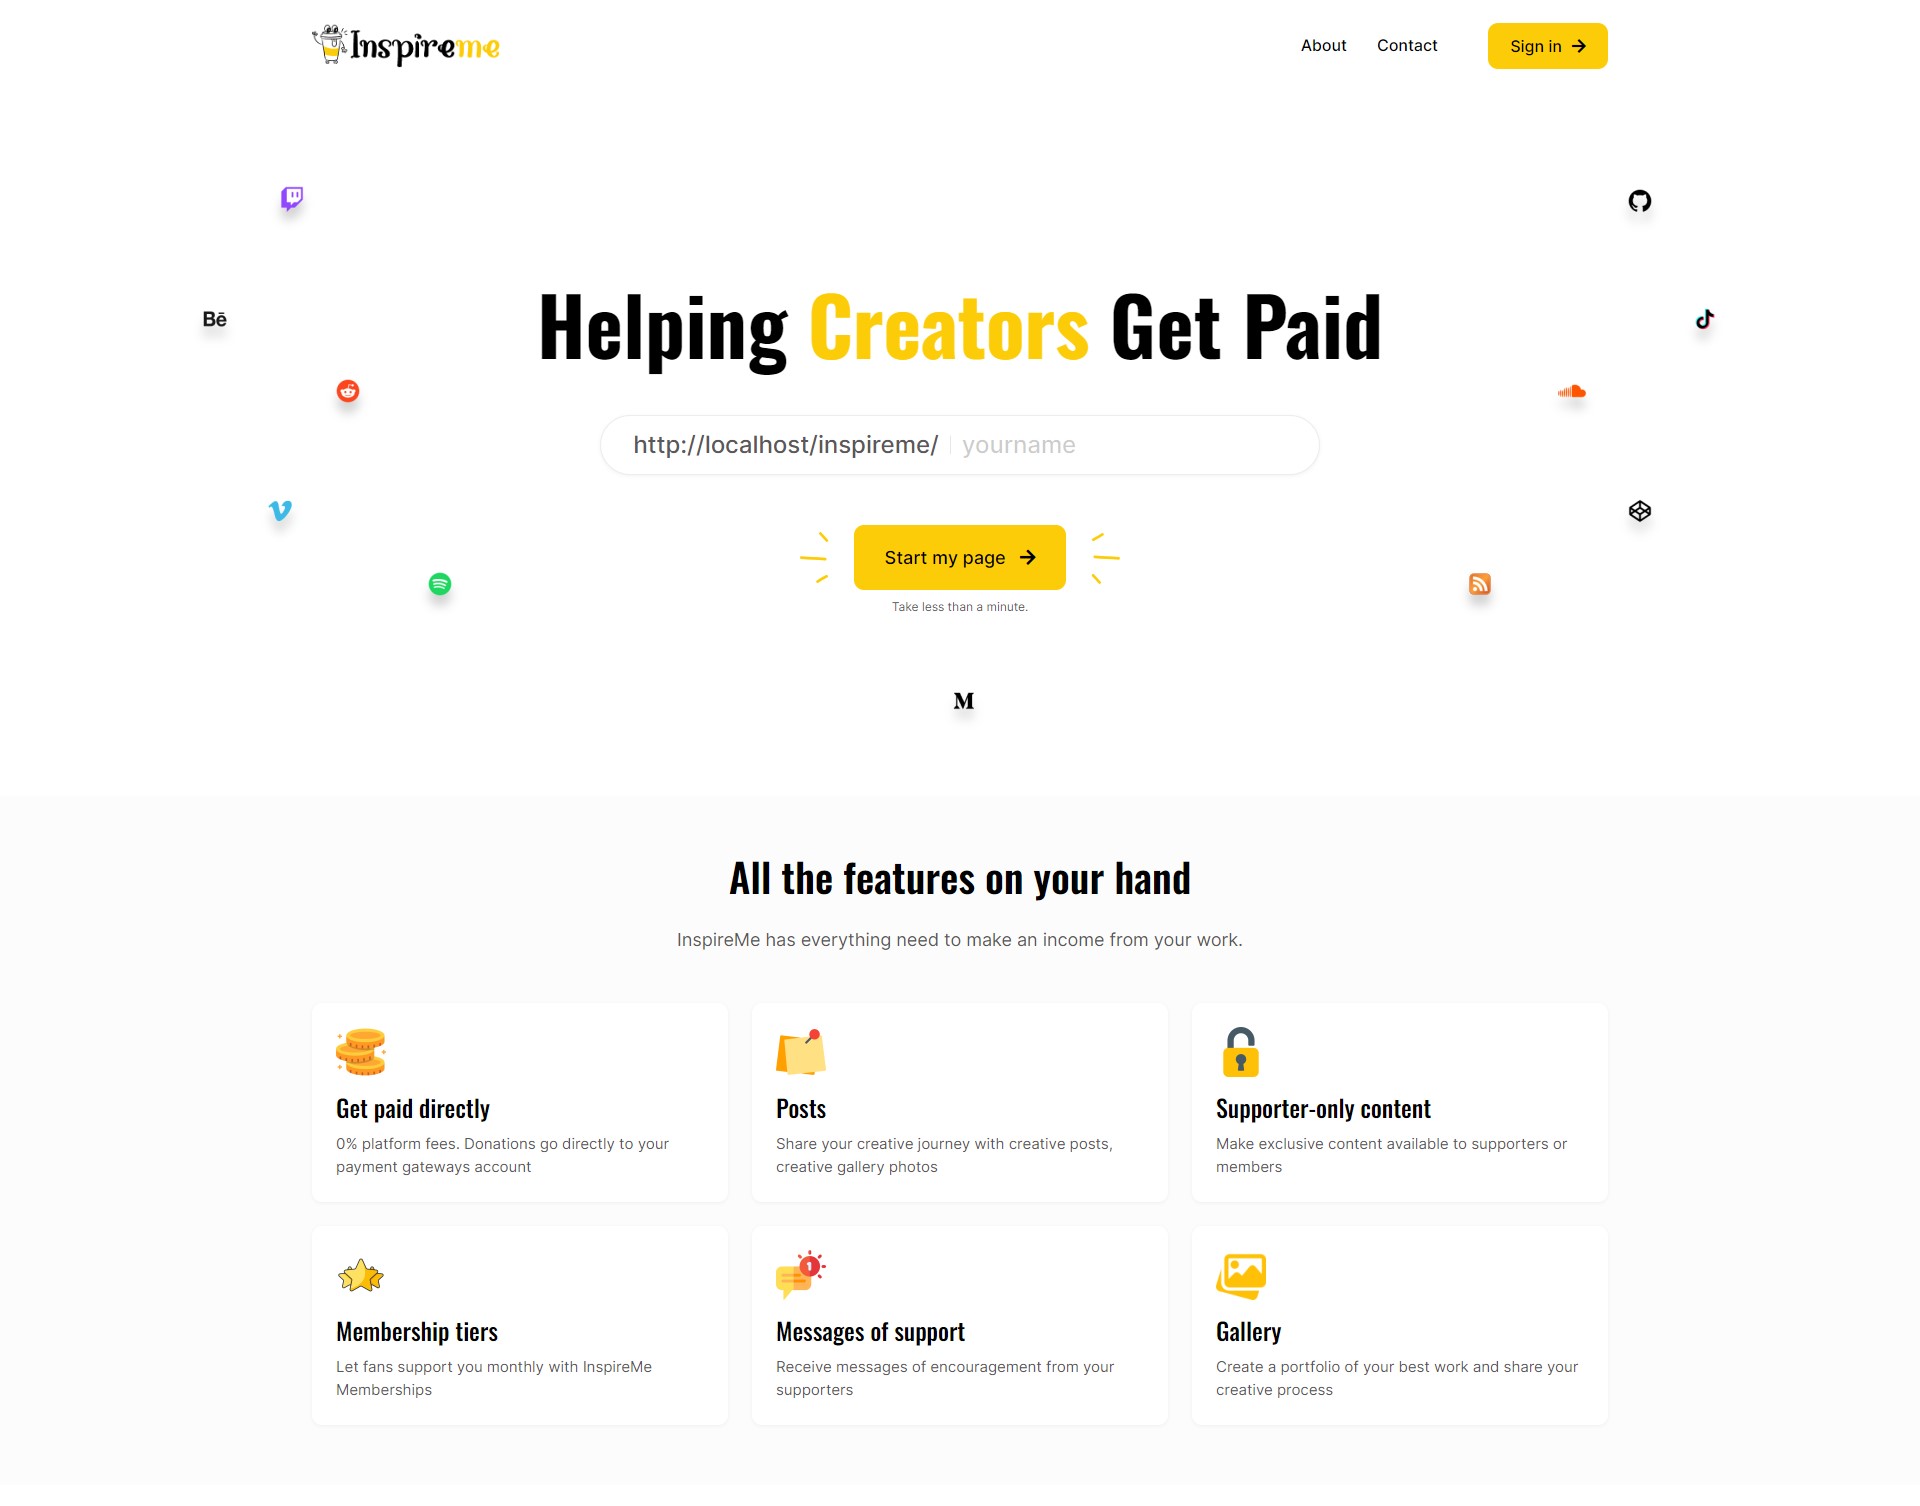 Inspireme
About Contact Sign in
Bē
Helping Creators Get Paid
http://localhost/inspireme/ yourname
Start my page
Take less than a minute.
M
All the features on your hand
InspireMe has everything need to make an income from your work.
Get paid directly
0% platform fees. Donations go directly to your
payment gateways account
Posts
Share your creative journey with creative posts,
creative gallery photos
Supporter-only content
Make exclusive content available to supporters or
members
Membership tiers
Let fans support you monthly with InspireMe
Memberships
1
Messages of support
Receive messages of encouragement from your
supporters
Gallery
Create a portfolio of your best work and share your
creative process